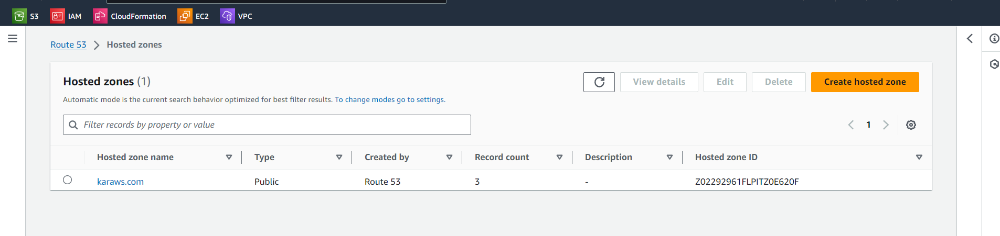 S3 IAM CloudFormation EC2 VPC
Route 53 Hosted zones
Hosted zones (1)
View details Edit Delete Create hosted zone
Automatic mode is the current search behavior optimized for best filter results. To change modes go to settings.
Filter records by property or value
1
Hosted zone name Type Created by Record count Description Hosted zone ID
karaws.com Public Route 53 3 - Z02292961FLPITZ0E620F